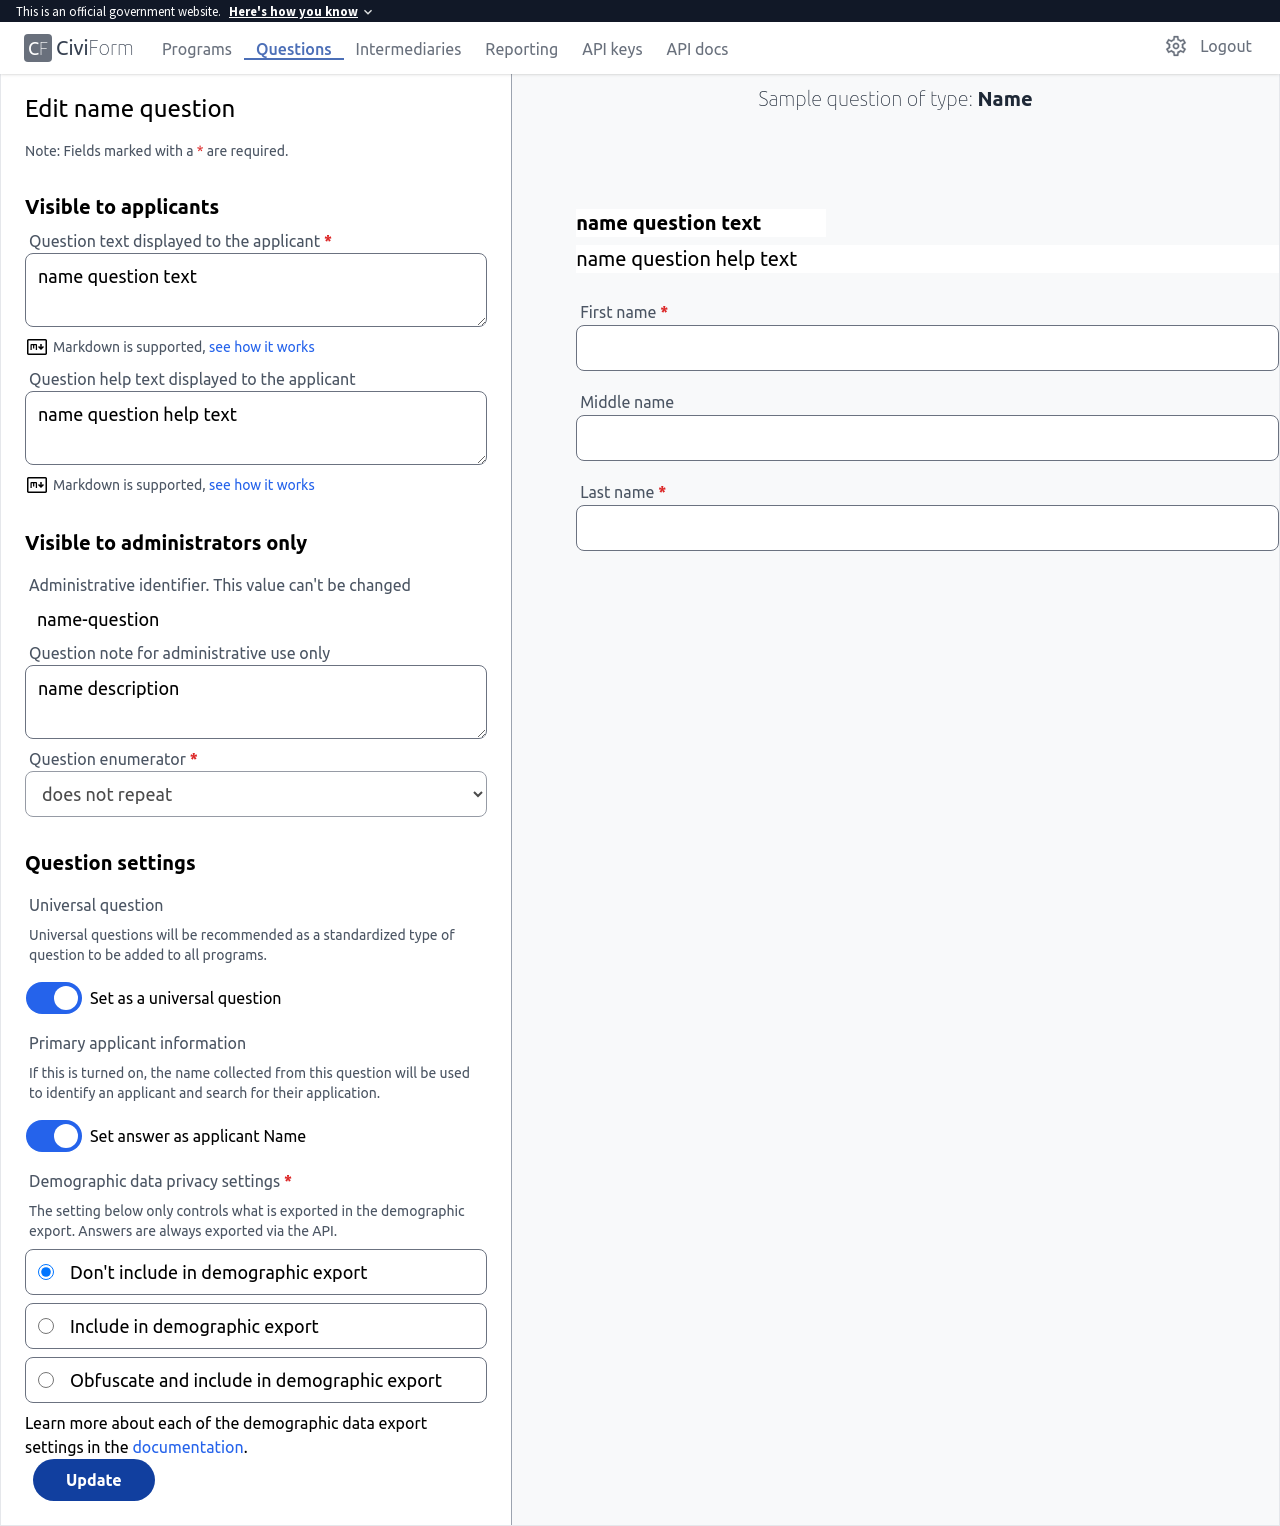 This is an official government website. Here's how you know
CF CiviForm Programs Questions Intermediaries Reporting API keys API docs Logout
Edit name question
Note: Fields marked with a * are required.
Visible to applicants
Question text displayed to the applicant *
name question text
Markdown is supported, see how it works
Question help text displayed to the applicant
name question help text
Markdown is supported, see how it works
Visible to administrators only
Administrative identifier. This value can't be changed
name-question
Question note for administrative use only
name description
Question enumerator *
does not repeat
Question settings
Universal question
Universal questions will be recommended as a standardized type of
question to be added to all programs.
Set as a universal question
Primary applicant information
If this is turned on, the name collected from this question will be used
to identify an applicant and search for their application.
Set answer as applicant Name
Demographic data privacy settings *
The setting below only controls what is exported in the demographic
export. Answers are always exported via the API.
Don't include in demographic export
Include in demographic export
Obfuscate and include in demographic export
Learn more about each of the demographic data export
settings in the documentation.
Update
Sample question of type: Name
name question text
name question help text
First name *
Middle name
Last name *